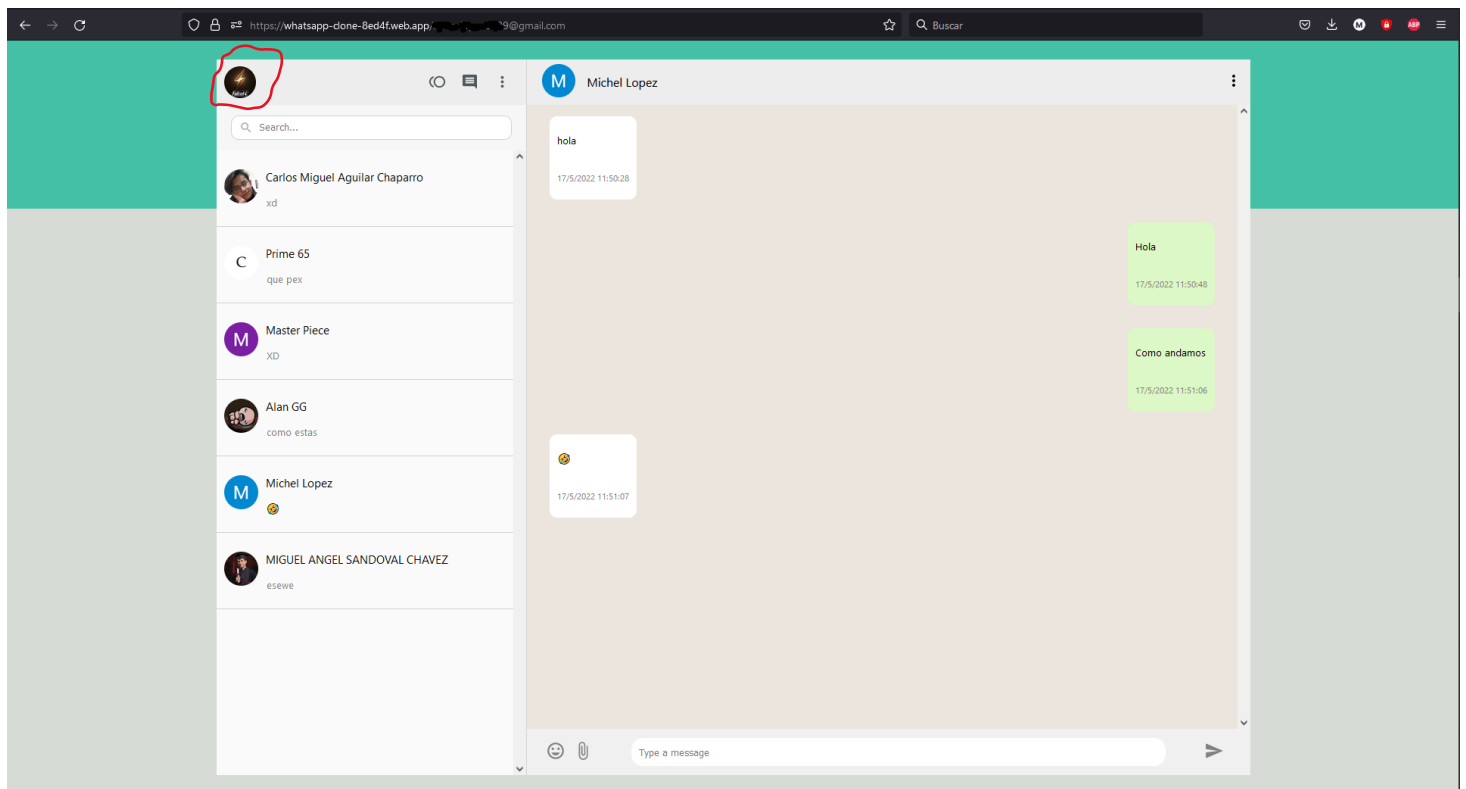 https://whatsapp-clone-8ed4f.web.app/ 9@gmail.com
Buscar
M
ABP
M
Michel Lopez
Search...
Carlos Miguel Aguilar Chaparro
xd
C
Prime 65
que pex
M
Master Piece
XD
Alan GG
como estas
M
Michel Lopez
🤣
MIGUEL ANGEL SANDOVAL CHAVEZ
esewe
hola
17/5/2022 11:50:28
Hola
17/5/2022 11:50:48
Como andamos
17/5/2022 11:51:06
🤣
17/5/2022 11:51:07
Type a message